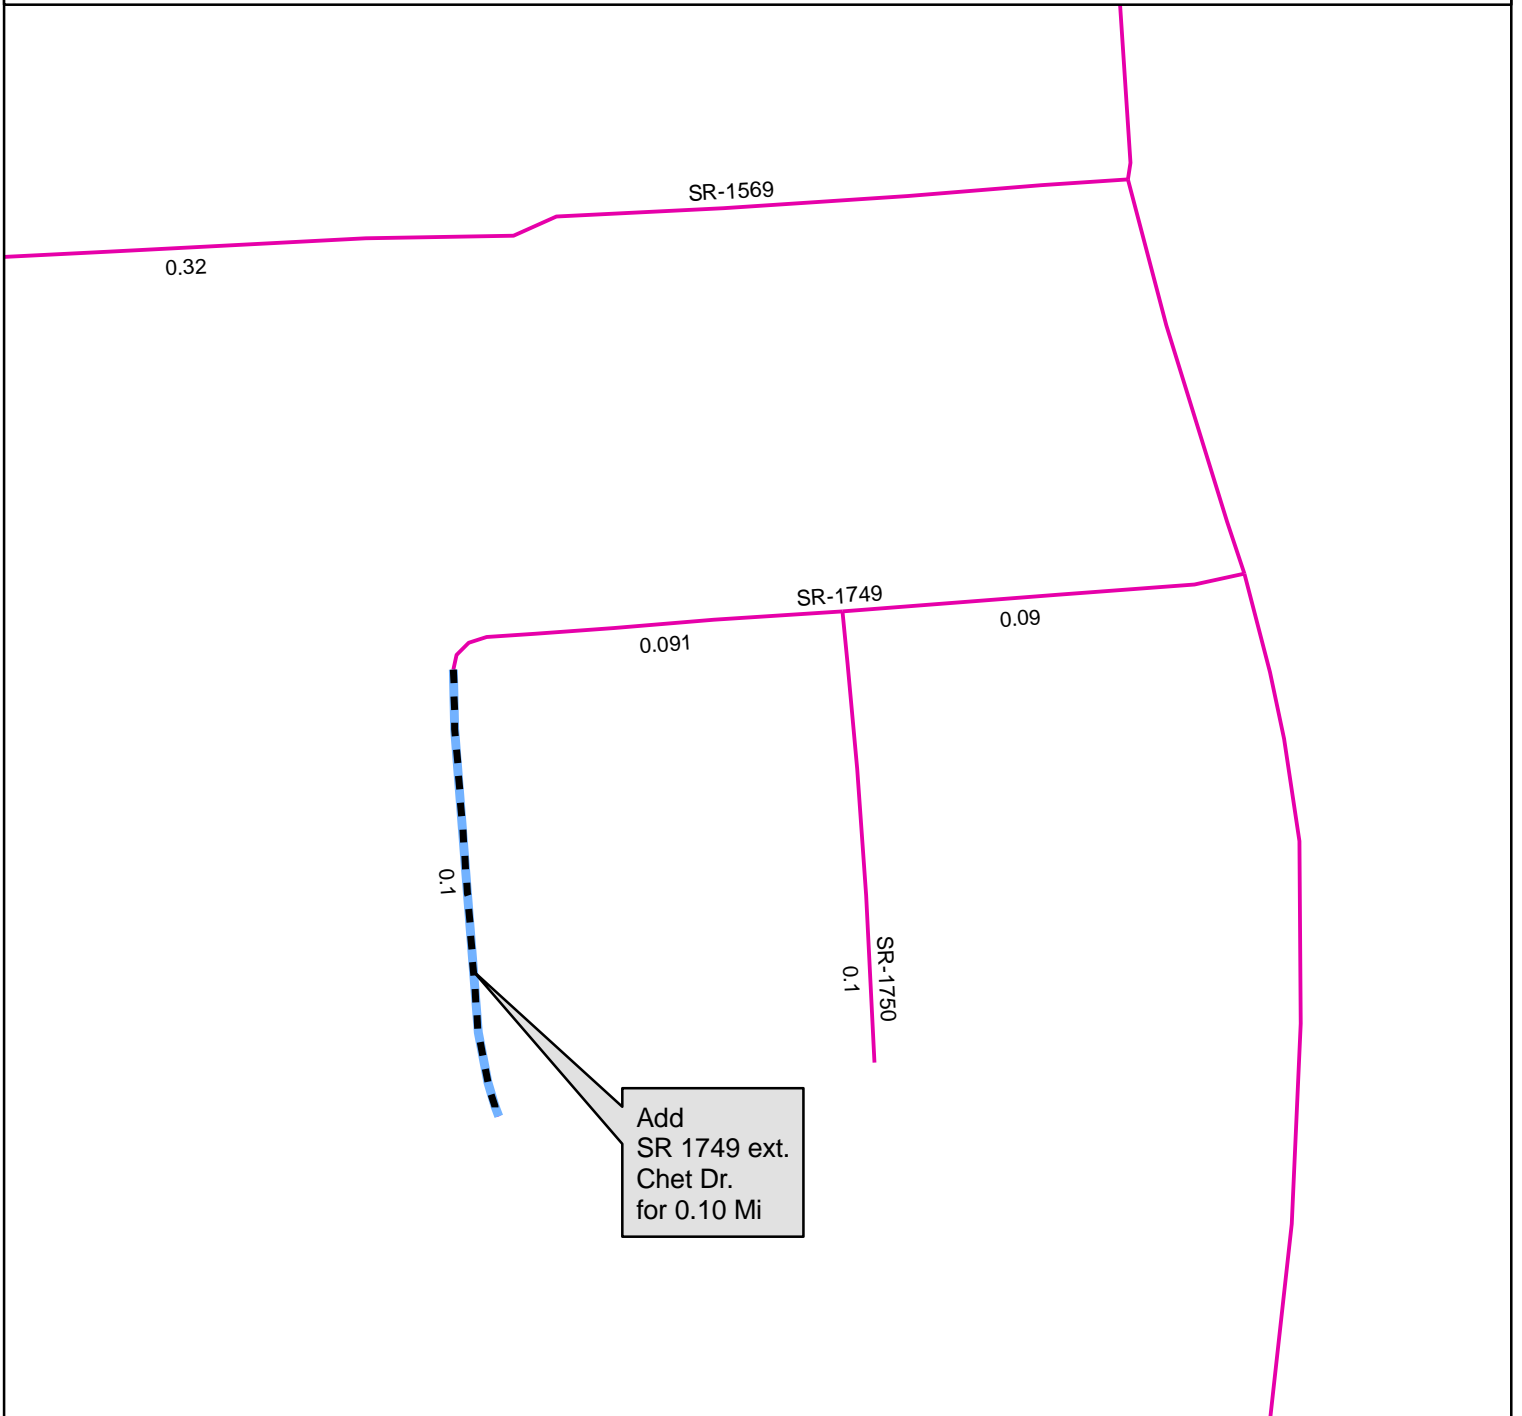 SR-1569
0.32
SR-1749
0.091
0.09
0.1
SR-1750
0.1
Add
SR 1749 ext.
Chet Dr.
for 0.10 Mi